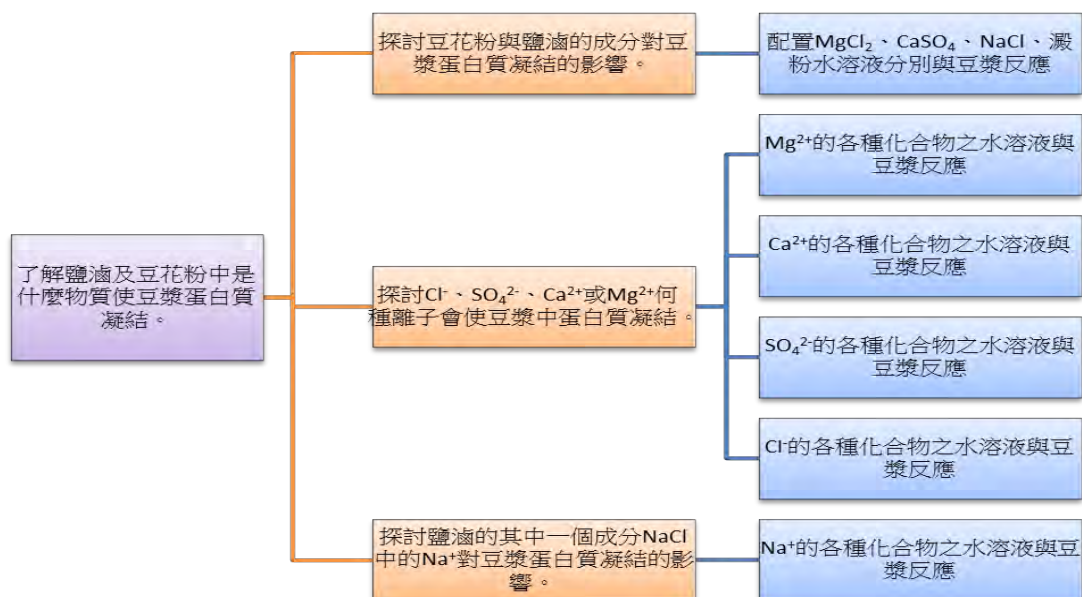 了解鹽滷及豆花粉中是
什麼物質使豆漿蛋白質
凝結。
探討豆花粉與鹽滷的成分對豆
漿蛋白質凝結的影響。
配置MgCl₂、CaSO₄、NaCl、澱
粉水溶液分別與豆漿反應
探討Cl⁻、SO₄²⁻、Ca²⁺或Mg²⁺何
種離子會使豆漿中蛋白質凝結。
Mg²⁺的各種化合物之水溶液與
豆漿反應
Ca²⁺的各種化合物之水溶液與
豆漿反應
SO₄²⁻的各種化合物之水溶液與
豆漿反應
Cl⁻的各種化合物之水溶液與豆
漿反應
探討鹽滷的其中一個成分NaCl
中的Na⁺對豆漿蛋白質凝結的影
響。
Na⁺的各種化合物之水溶液與豆
漿反應